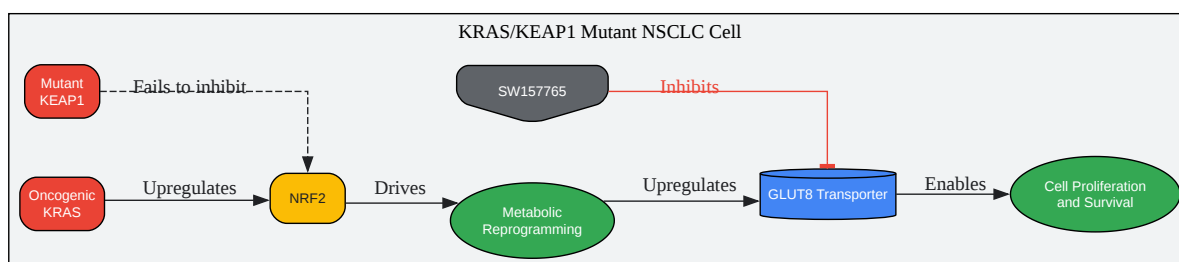 KRAS/KEAP1 Mutant NSCLC Cell
Mutant
KEAP1
Fails to inhibit
SW157765
Inhibits
Oncogenic
KRAS
Upregulates
NRF2
Drives
Metabolic
Reprogramming
Upregulates
GLUT8 Transporter
Enables
Cell Proliferation
and Survival